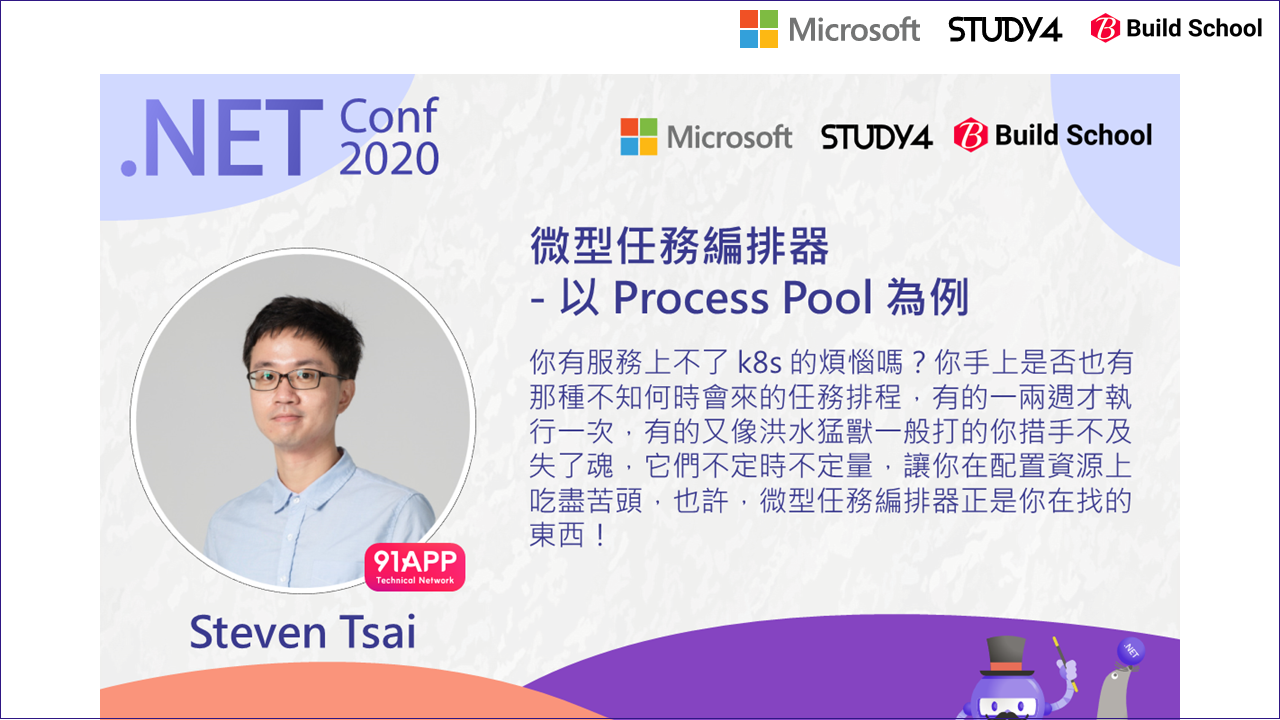 Microsoft STUDY4 Build School
.NET Conf 2020
Microsoft STUDY4 Build School
微型任務編排器
- 以 Process Pool 為例
你有服務上不了 k8s 的煩惱嗎？你手上是否也有
那種不知何時會來的任務排程，有的一兩週才執
行一次，有的又像洪水猛獸一般打的你措手不及
失了魂，它們不定時不定量，讓你在配置資源上
吃盡苦頭，也許，微型任務編排器正是你在找的
東西！
91APP
Technical Network
Steven Tsai
.NET